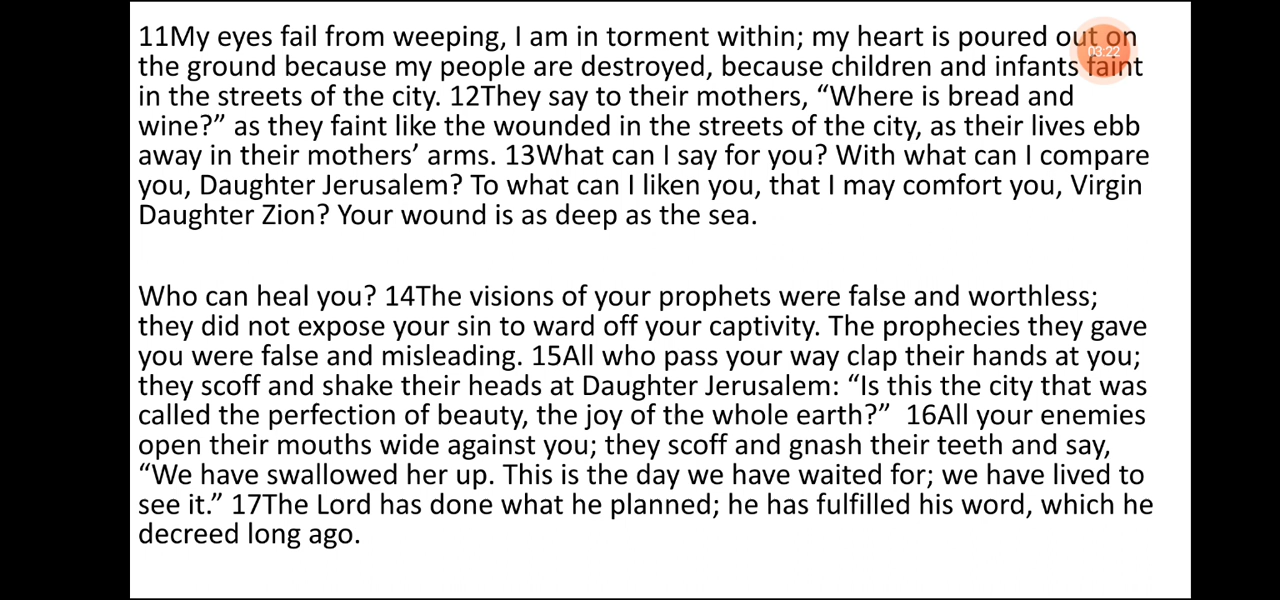 11My eyes fail from weeping, I am in torment within; my heart is poured out on
the ground because my people are destroyed, because children and infants faint
in the streets of the city. 12They say to their mothers, “Where is bread and
wine?” as they faint like the wounded in the streets of the city, as their lives ebb
away in their mothers’ arms. 13What can I say for you? With what can I compare
you, Daughter Jerusalem? To what can I liken you, that I may comfort you, Virgin
Daughter Zion? Your wound is as deep as the sea.
Who can heal you? 14The visions of your prophets were false and worthless;
they did not expose your sin to ward off your captivity. The prophecies they gave
you were false and misleading. 15All who pass your way clap their hands at you;
they scoff and shake their heads at Daughter Jerusalem: “Is this the city that was
called the perfection of beauty, the joy of the whole earth?”  16All your enemies
open their mouths wide against you; they scoff and gnash their teeth and say,
“We have swallowed her up. This is the day we have waited for; we have lived to
see it.” 17The Lord has done what he planned; he has fulfilled his word, which he
decreed long ago.
03:22